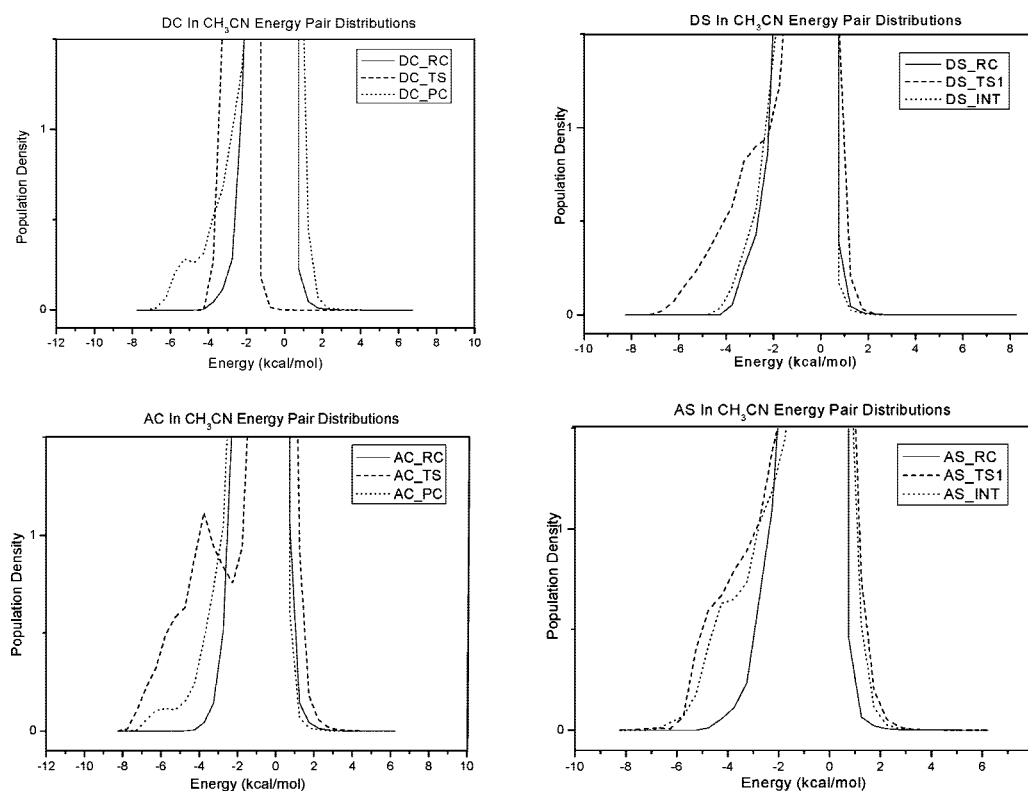 DC In CH₃CN Energy Pair Distributions
DC_RC
DC_TS
DC_PC
Population Density
1
0
-12 -10 -8 -6 -4 -2 0 2 4 6 8 10
Energy (kcal/mol)
DS In CH₃CN Energy Pair Distributions
DS_RC
DS_TS1
DS_INT
Population Density
1
0
-10 -8 -6 -4 -2 0 2 4 6 8
Energy (kcal/mol)
AC In CH₃CN Energy Pair Distributions
AC_RC
AC_TS
AC_PC
Population Density
1
0
-12 -10 -8 -6 -4 -2 0 2 4 6 8 10
Energy (kcal/mol)
AS In CH₃CN Energy Pair Distributions
AS_RC
AS_TS1
AS_INT
Population Density
1
0
-10 -8 -6 -4 -2 0 2 4 6 8
Energy (kcal/mol)